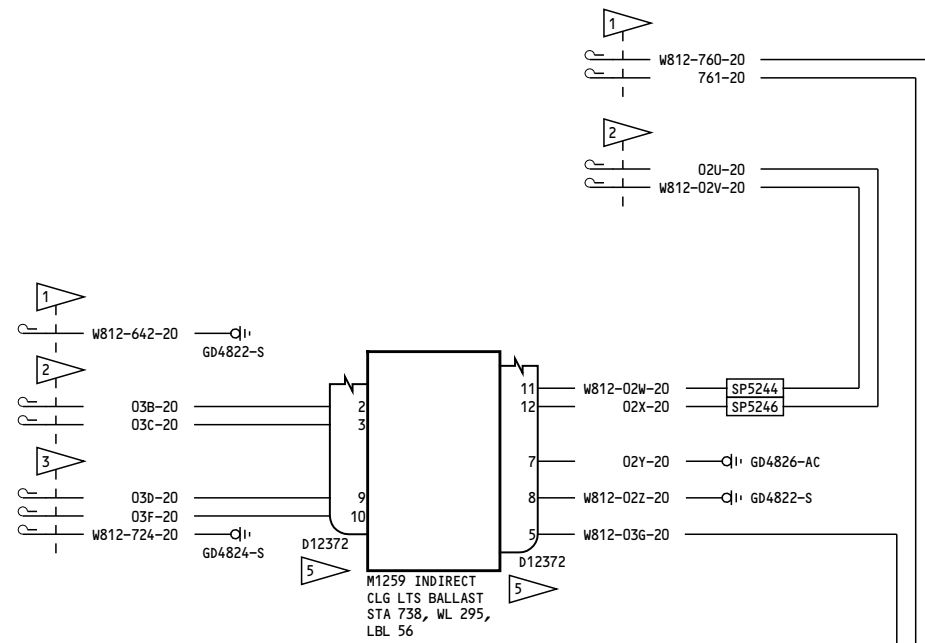 1
W812-760-20
761-20
2
02U-20
W812-02V-20
1
W812-642-20
GD4822-S
2
03B-20 2
03C-20 3
3
03D-20 9
03F-20 10
W812-724-20
GD4824-S
D12372
5
11 W812-02W-20 SP5244
12 02X-20 SP5246
7 02Y-20 GD4826-AC
8 W812-02Z-20 GD4822-S
5 W812-03G-20
D12372
5
M1259 INDIRECT
CLG LTS BALLAST
STA 738, WL 295,
LBL 56